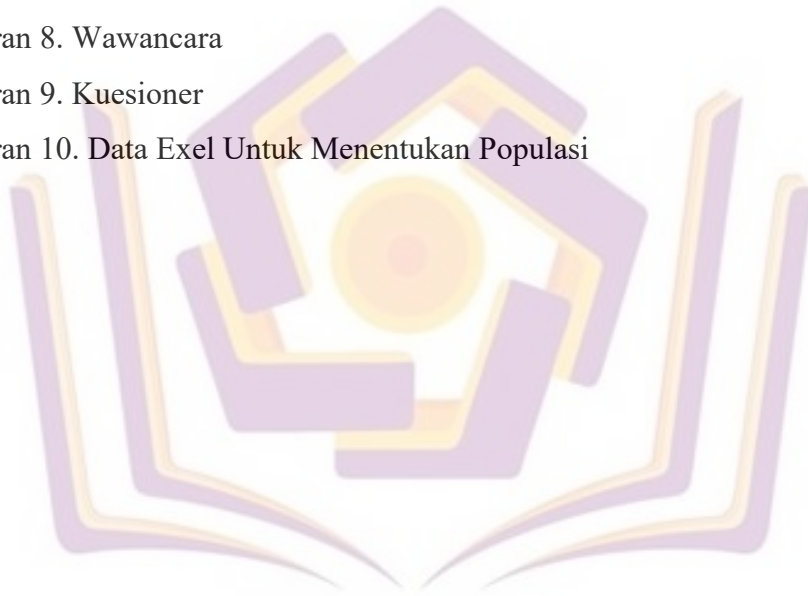 ran 8. Wawancara
ran 9. Kuesioner
ran 10. Data Exel Untuk Menentukan Populasi